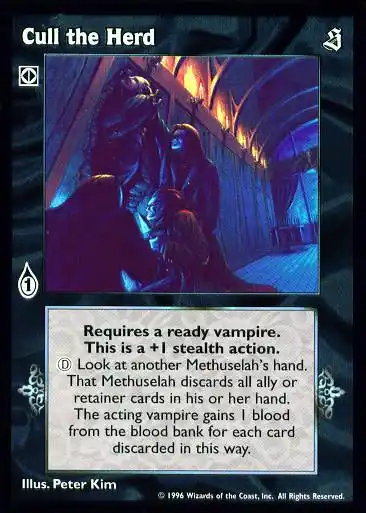 Cull the Herd
1
Requires a ready vampire.
This is a +1 stealth action.
Ⓓ Look at another Methuselah's hand.
That Methuselah discards all ally or
retainer cards in his or her hand.
The acting vampire gains 1 blood
from the blood bank for each card
discarded in this way.
Illus. Peter Kim
© 1996 Wizards of the Coast, Inc. All Rights Reserved.